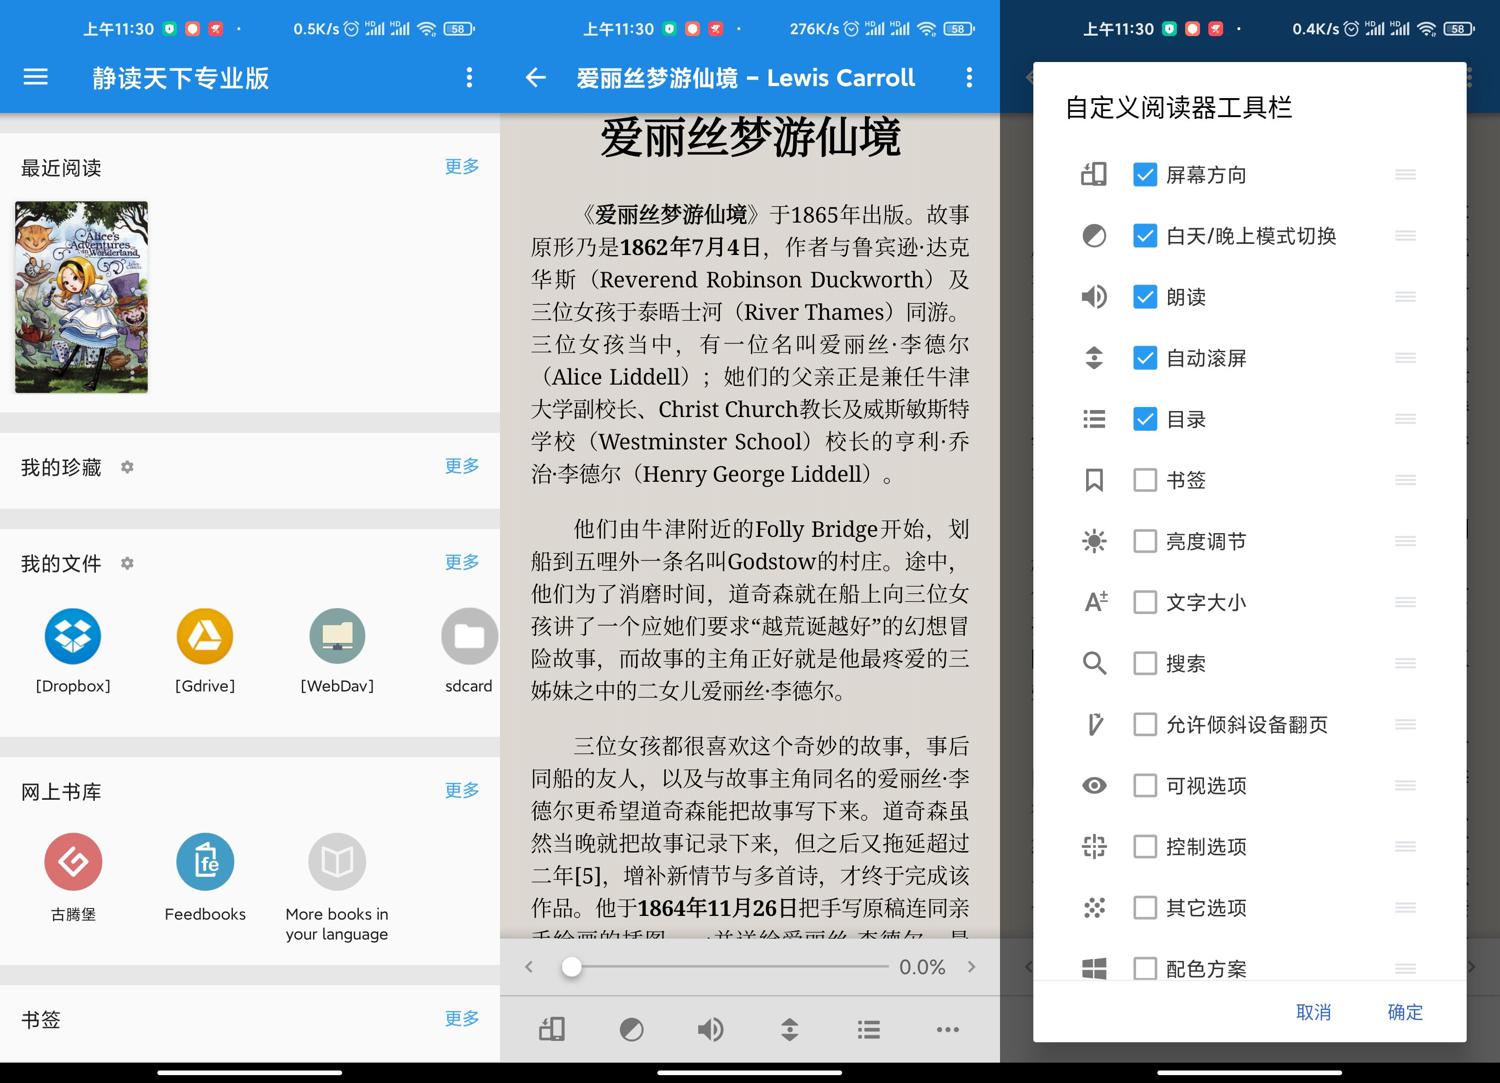 上午11:30
0.5K/s
HD
HD
58
静读天下专业版
最近阅读
更多
Alice's
Adventures
in Wonderland
我的珍藏
更多
我的文件
更多
[Dropbox]
[Gdrive]
[WebDav]
sdcard
网上书库
更多
fe
古腾堡
Feedbooks
More books in
your language
书签
更多
上午11:30
276K/s
HD
HD
58
爱丽丝梦游仙境 – Lewis Carroll
爱丽丝梦游仙境
《爱丽丝梦游仙境》于1865年出版。故事
原形乃是1862年7月4日，作者与鲁宾逊·达克
华斯（Reverend Robinson Duckworth）及
三位女孩于泰晤士河（River Thames）同游。
三位女孩当中，有一位名叫爱丽丝·李德尔
（Alice Liddell）；她们的父亲正是兼任牛津
大学副校长、Christ Church教长及威斯敏斯特
学校（Westminster School）校长的亨利·乔
治·李德尔（Henry George Liddell）。
他们由牛津附近的Folly Bridge开始，划
船到五哩外一条名叫Godstow的村庄。途中，
他们为了消磨时间，道奇森就在船上向三位女
孩讲了一个应她们要求“越荒诞越好”的幻想冒
险故事，而故事的主角正好就是他最疼爱的三
姊妹之中的二女儿爱丽丝·李德尔。
三位女孩都很喜欢这个奇妙的故事，事后
同船的友人，以及与故事主角同名的爱丽丝·李
德尔更希望道奇森能把故事写下来。道奇森虽
然当晚就把故事记录下来，但之后又拖延超过
二年[5]，增补新情节与多首诗，才终于完成该
作品。他于1864年11月26日把手写原稿连同亲
0.0%
上午11:30
0.4K/s
HD
HD
58
自定义阅读器工具栏
屏幕方向
白天/晚上模式切换
朗读
自动滚屏
目录
书签
亮度调节
A± 文字大小
搜索
允许倾斜设备翻页
可视选项
控制选项
其它选项
配色方案
取消
确定